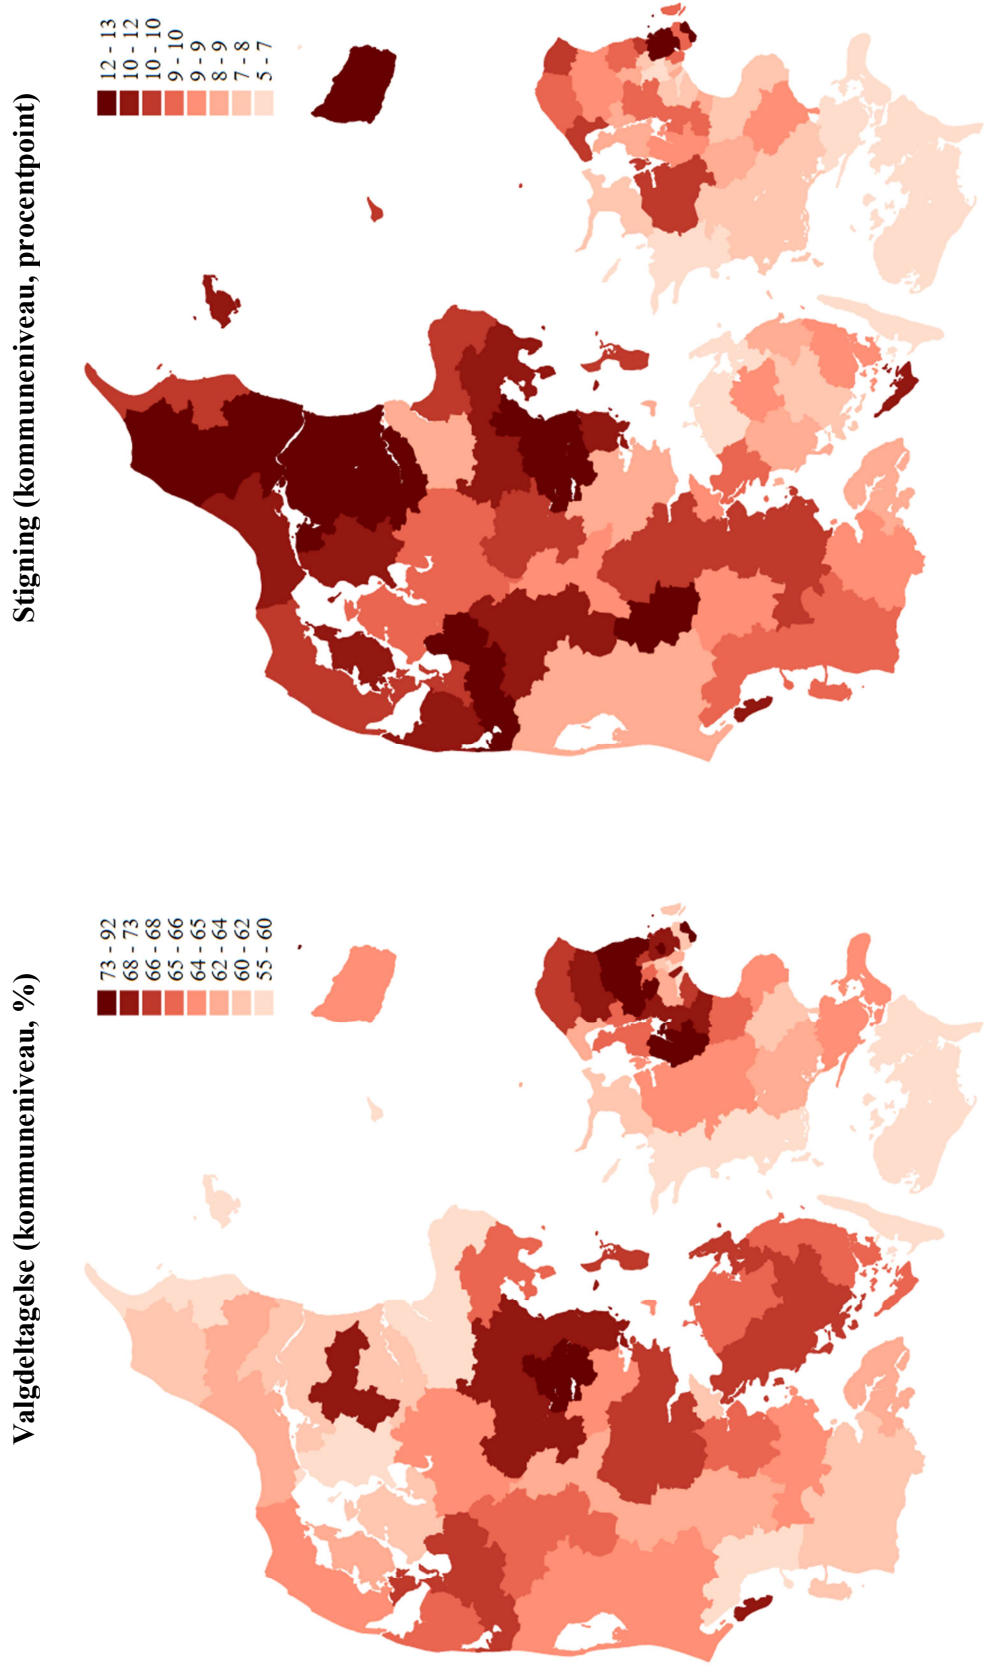 Valgdeltagelse (kommuneniveau, %)
73 - 92
68 - 73
66 - 68
65 - 66
64 - 65
62 - 64
60 - 62
55 - 60
Stigning (kommuneniveau, procentpoint)
12 - 13
10 - 12
10 - 10
9 - 10
9 - 9
8 - 9
7 - 8
5 - 7